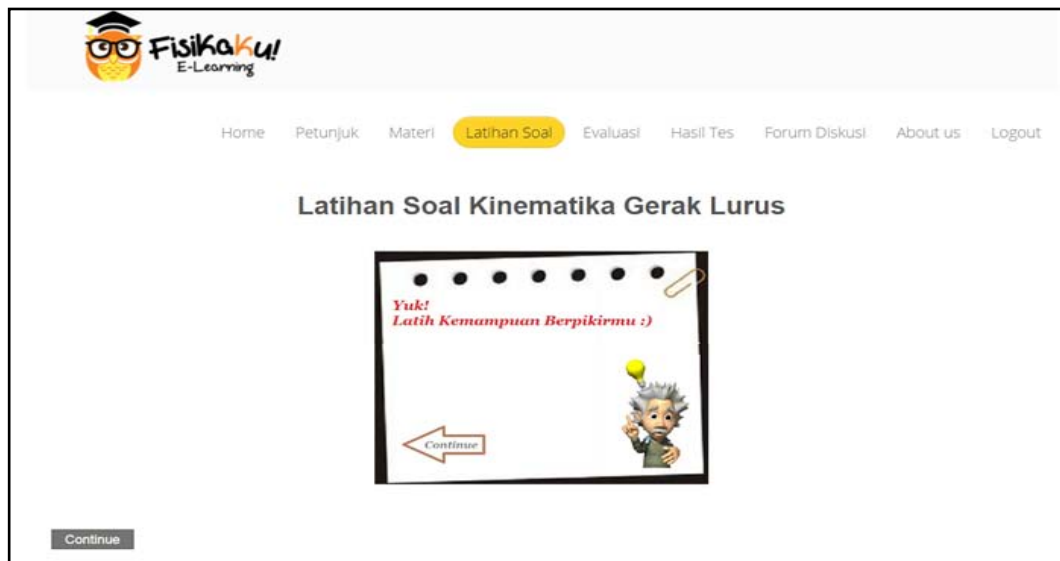 FisiKaKu!
E-Learning
Home Petunjuk Materi Latihan Soal Evaluasi Hasil Tes Forum Diskusi About us Logout
Latihan Soal Kinematika Gerak Lurus
Yuk!
Latih Kemampuan Berpikirmu :)
Continue
Continue